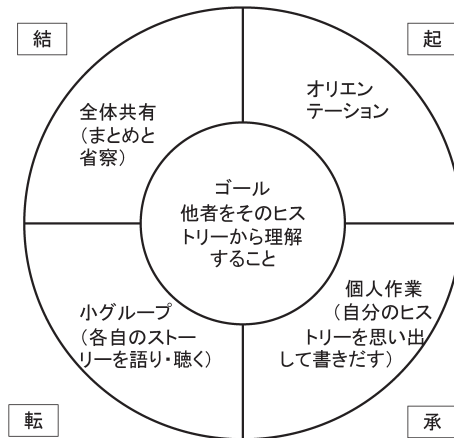 結
起
全体共有
（まとめと
省察）
オリエン
テーション
ゴール
他者をそのヒス
トリーから理解
すること
小グループ
（各自のストー
リーを語り・聴く）
個人作業
（自分のヒス
トリーを思い出
して書きだす）
転
承